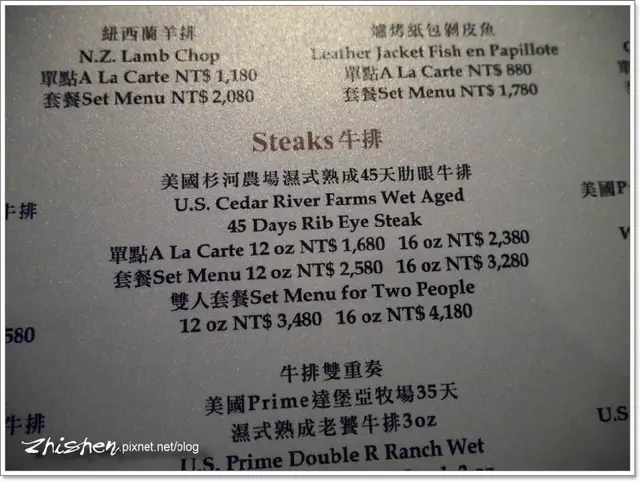 紐西蘭羊排
N.Z. Lamb Chop
單點A La Carte NT$ 1,180
套餐Set Menu NT$ 2,080
爐烤紙包剝皮魚
Leather Jacket Fish en Papillote
單點A La Carte NT$ 880
套餐Set Menu NT$ 1,780
Steaks 牛排
美國杉河農場濕式熟成45天肋眼牛排
U.S. Cedar River Farms Wet Aged
45 Days Rib Eye Steak
單點A La Carte 12 oz NT$ 1,680 16 oz NT$ 2,380
套餐Set Menu 12 oz NT$ 2,580 16 oz NT$ 3,280
雙人套餐Set Menu for Two People
12 oz NT$ 3,480 16 oz NT$ 4,180
牛排雙重奏
美國Prime達堡亞牧場35天
濕式熟成老饕牛排3oz
U.S. Prime Double R Ranch Wet
牛排
580
牛排
美國P
U.S
zhishen.pixnet.net/blog